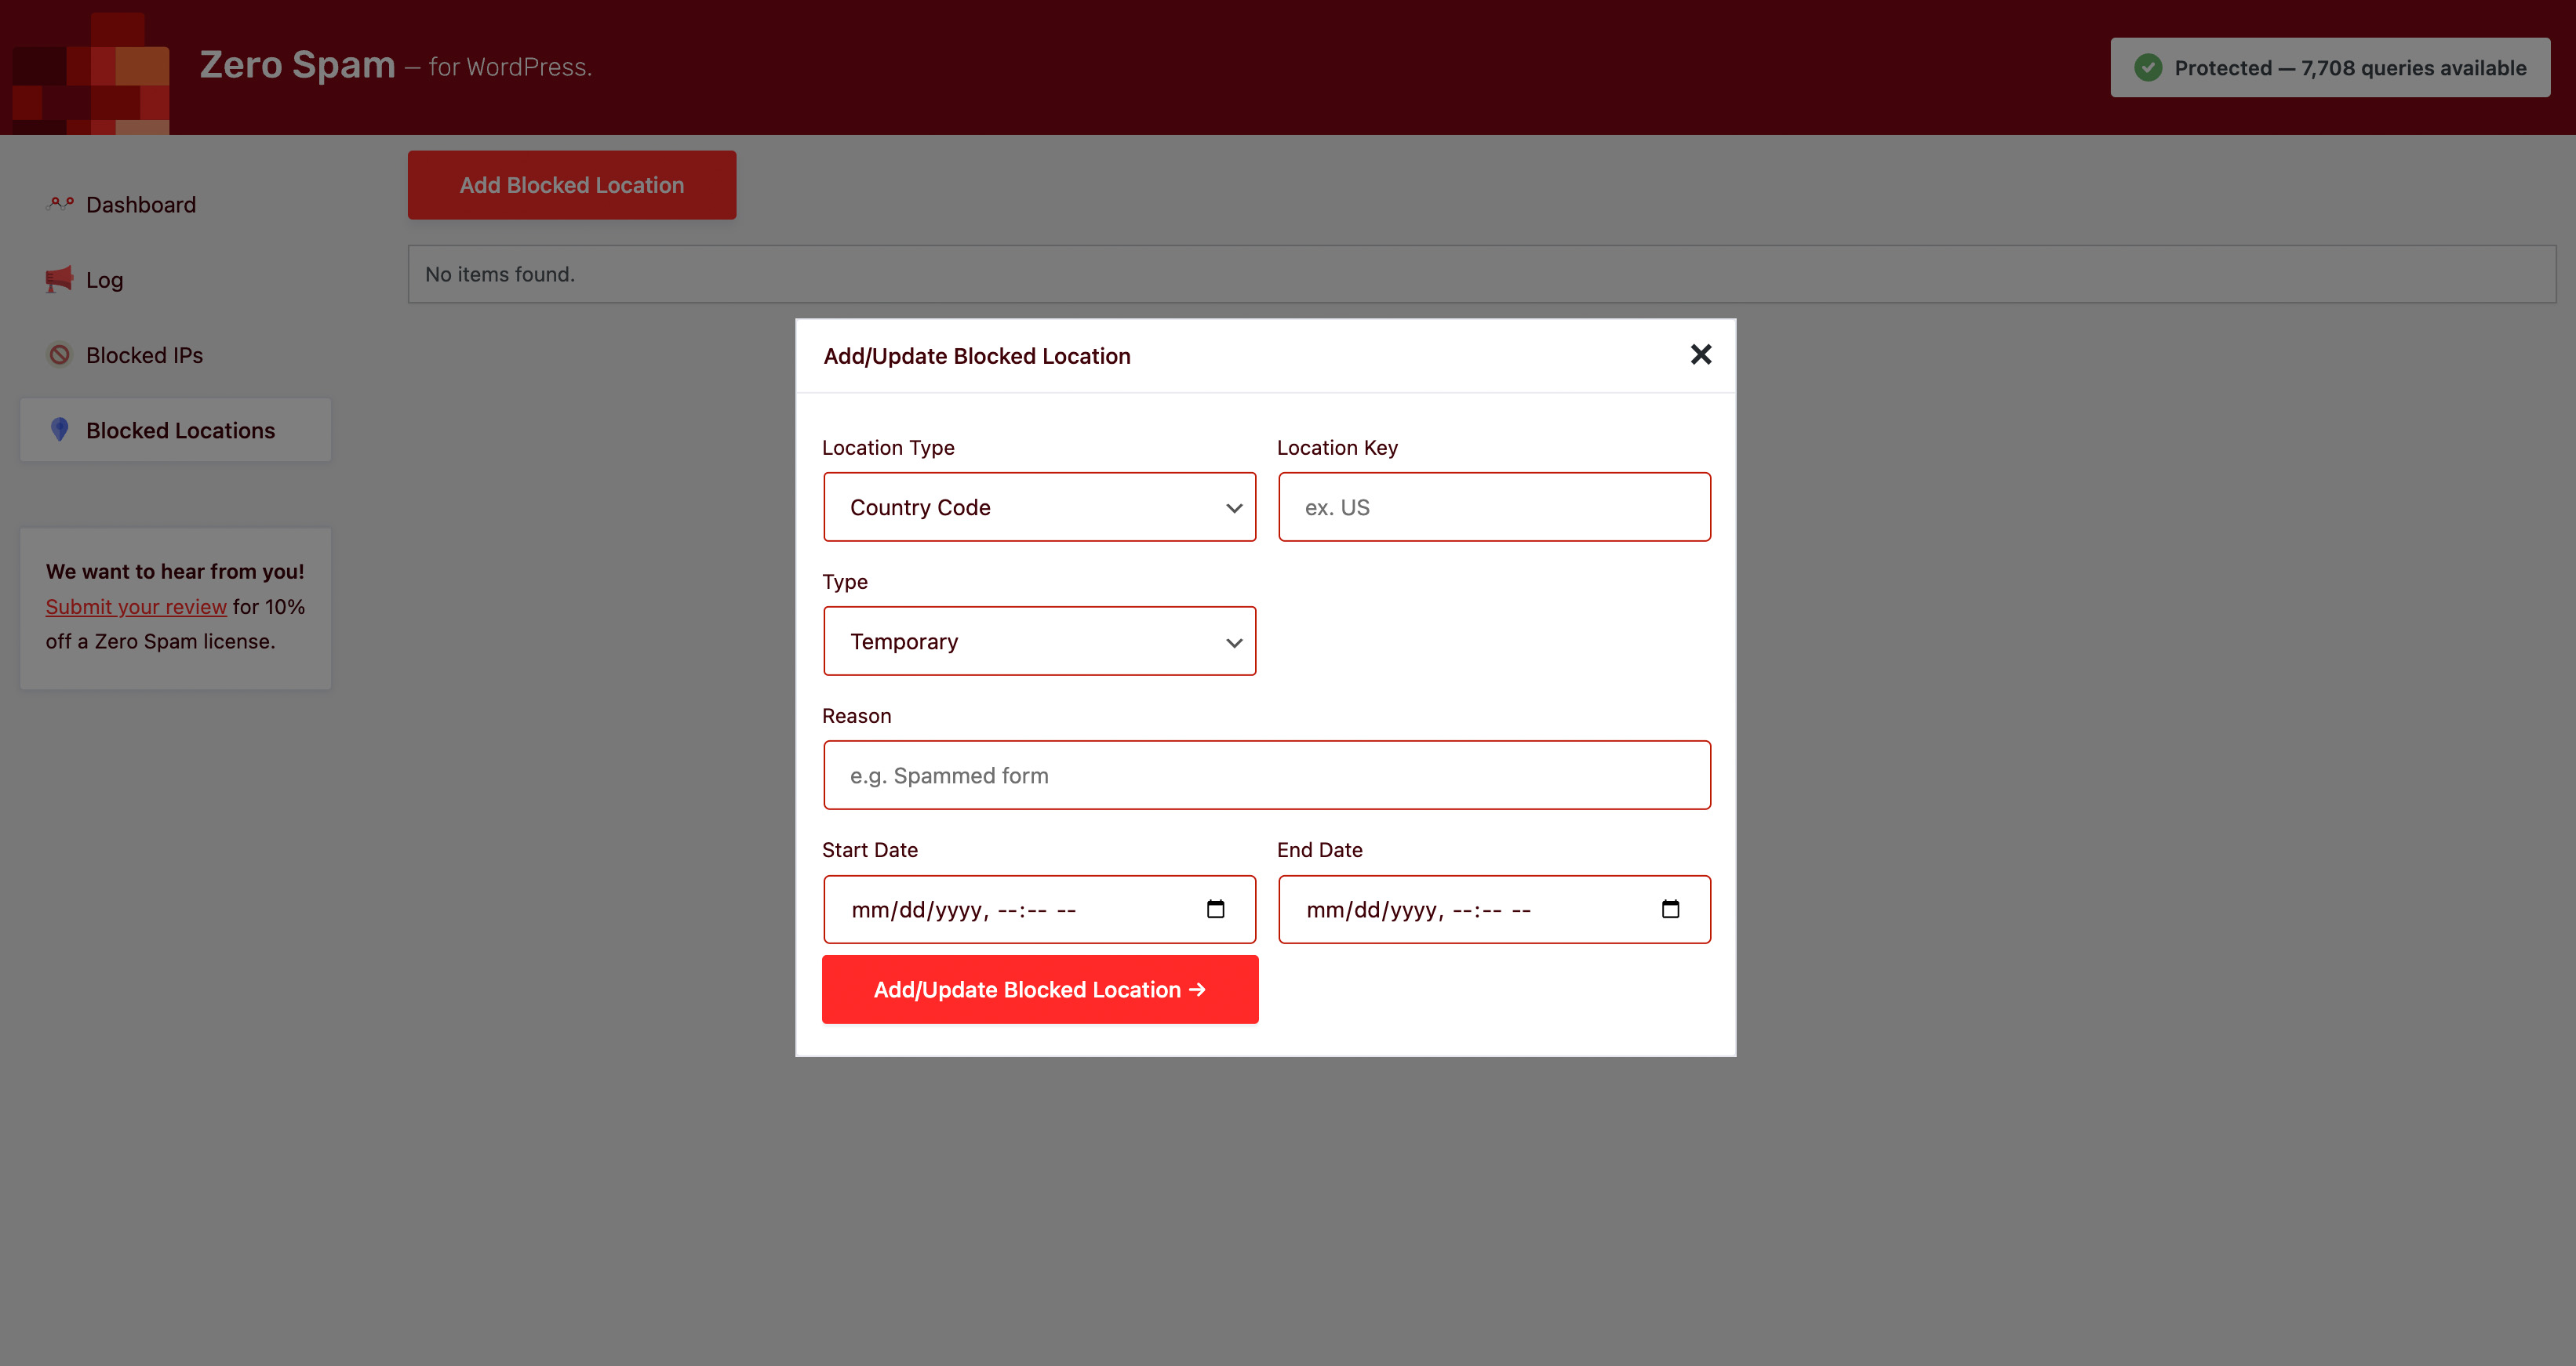 Zero Spam — for WordPress.
Protected — 7,708 queries available
Dashboard
Log
Blocked IPs
Blocked Locations
We want to hear from you!
Submit your review for 10%
off a Zero Spam license.
Add Blocked Location
No items found.
Add/Update Blocked Location
Location Type
Location Key
Country Code
ex. US
Type
Temporary
Reason
e.g. Spammed form
Start Date
End Date
mm/dd/yyyy, --:-- --
mm/dd/yyyy, --:-- --
Add/Update Blocked Location →